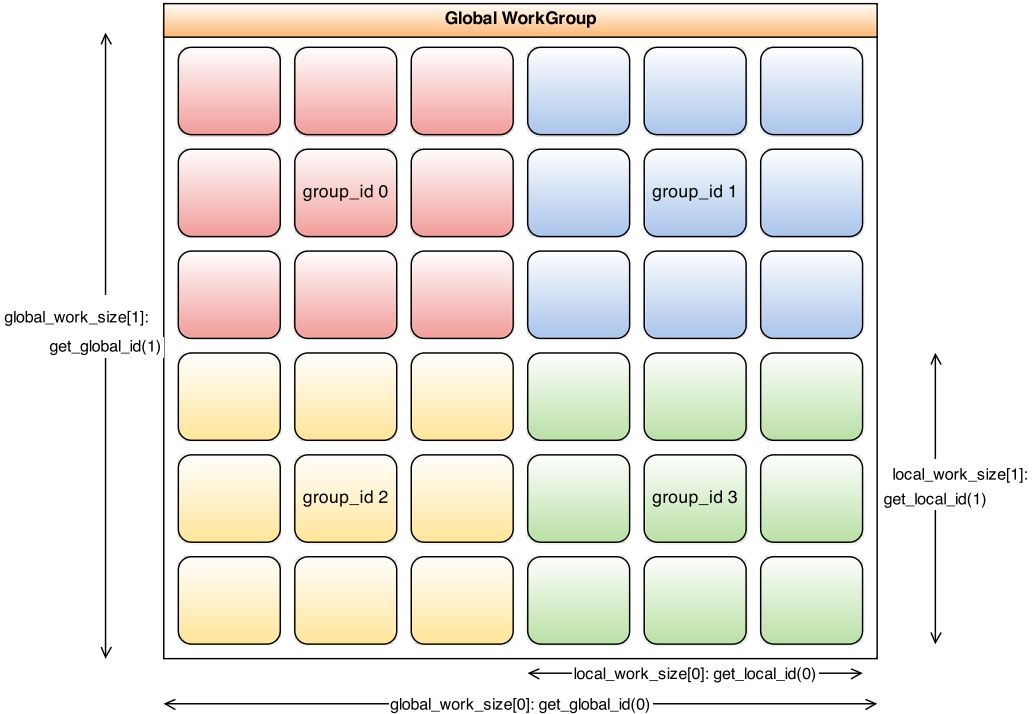 Global WorkGroup
group_id 0
group_id 1
global_work_size[1]:
get_global_id(1)
group_id 2
group_id 3
local_work_size[1]:
get_local_id(1)
local_work_size[0]: get_local_id(0)
global_work_size[0]: get_global_id(0)